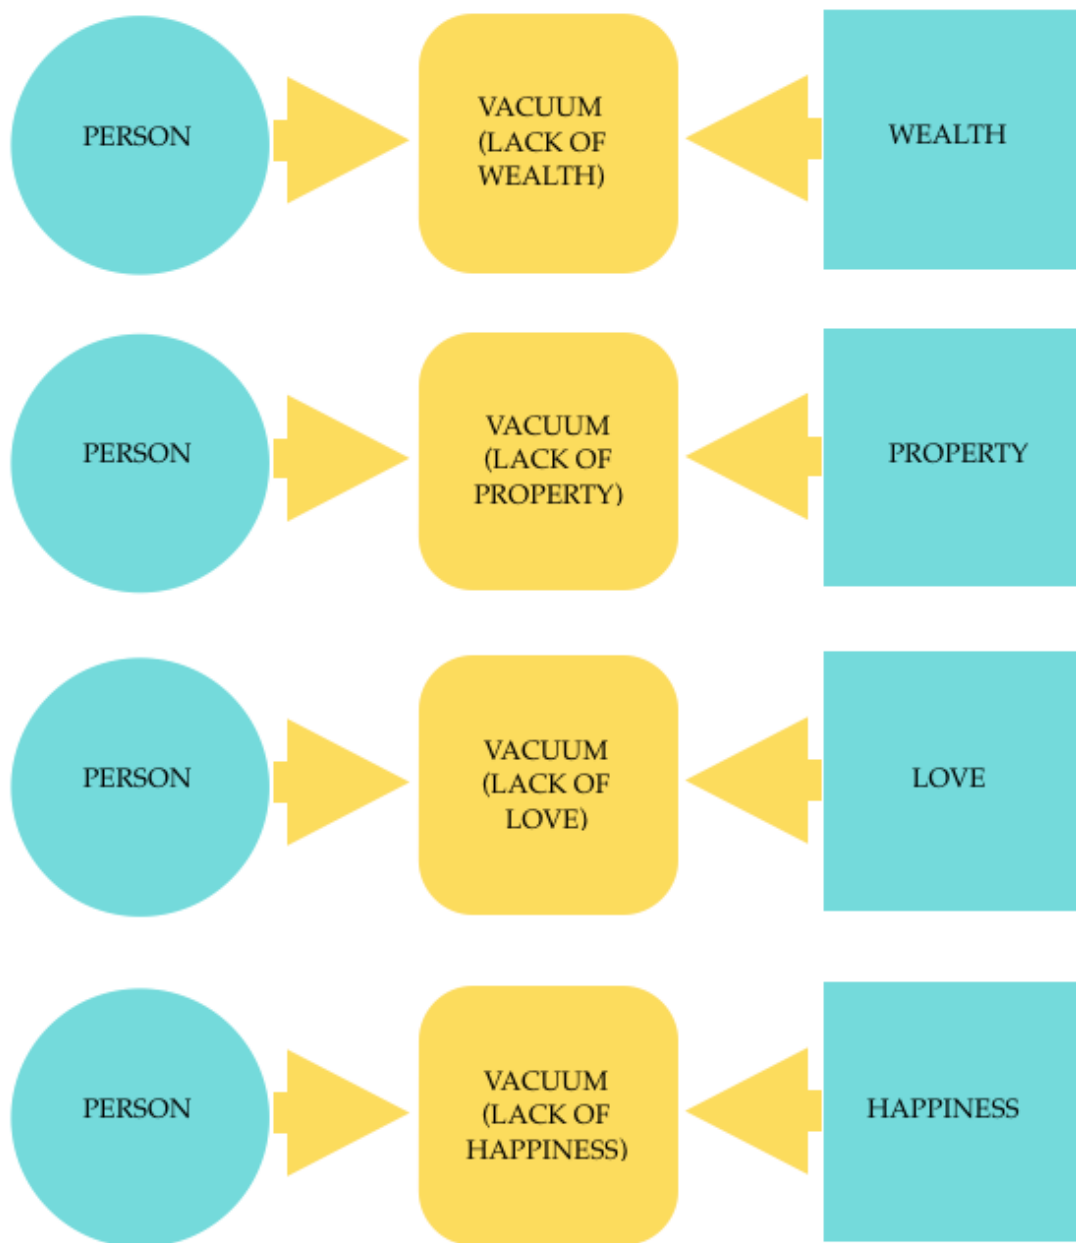 PERSON
VACUUM
(LACK OF
WEALTH)
WEALTH
PERSON
VACUUM
(LACK OF
PROPERTY)
PROPERTY
PERSON
VACUUM
(LACK OF
LOVE)
LOVE
PERSON
VACUUM
(LACK OF
HAPPINESS)
HAPPINESS